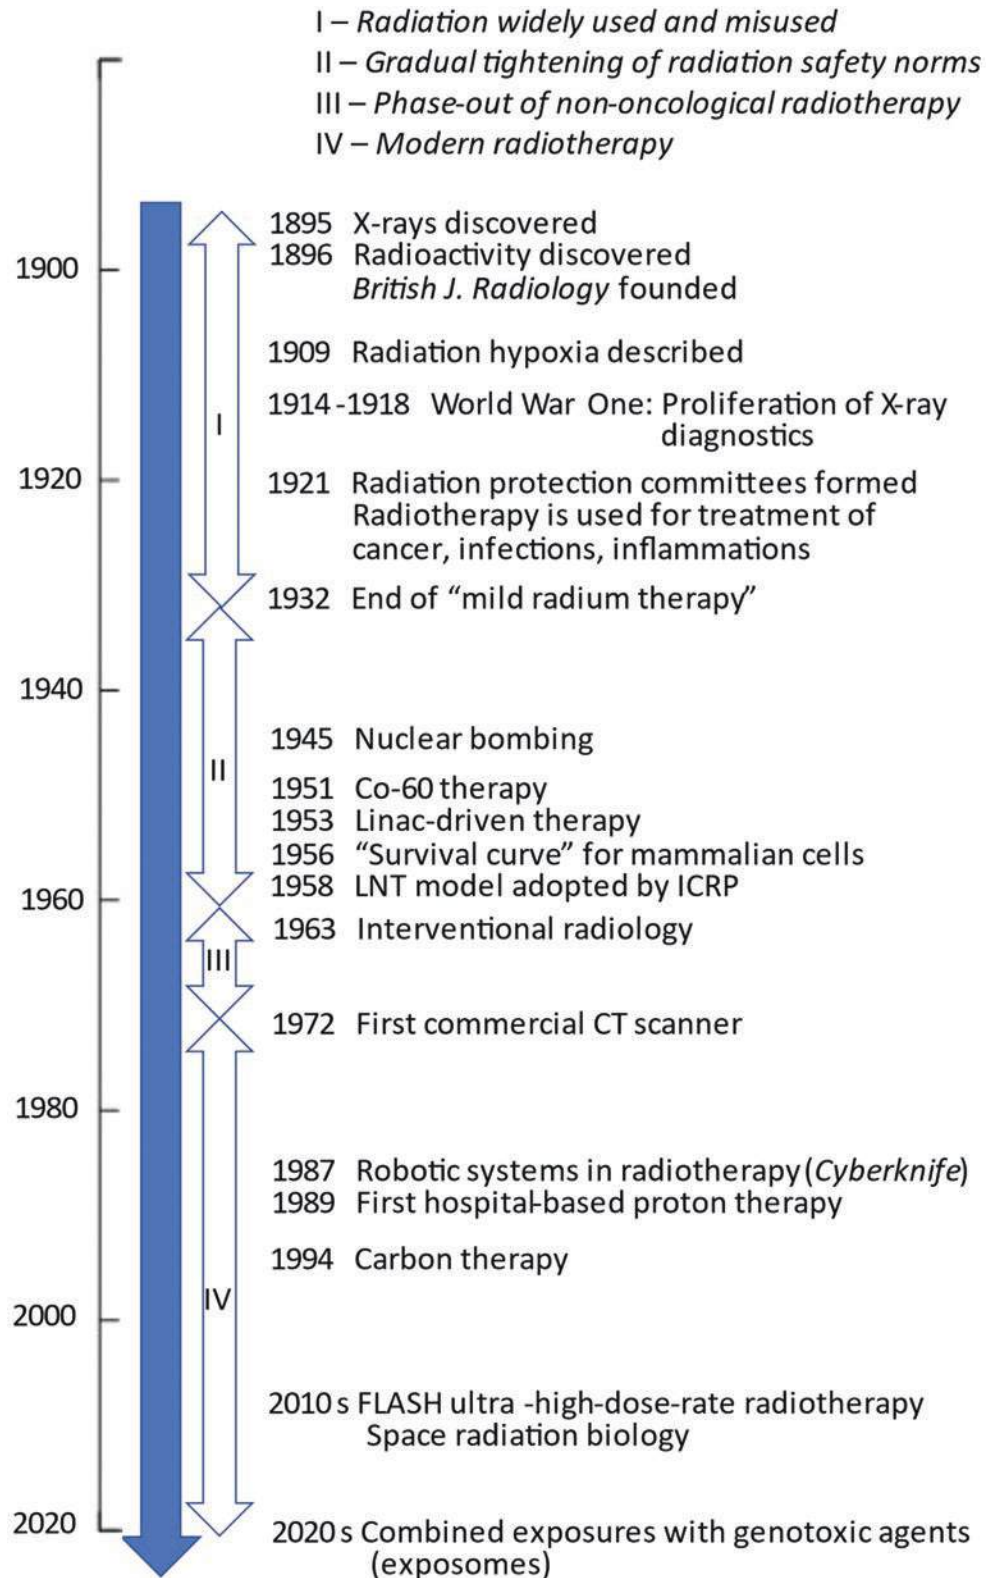 I – Radiation widely used and misused
II – Gradual tightening of radiation safety norms
III – Phase-out of non-oncological radiotherapy
IV – Modern radiotherapy
1895 X-rays discovered
1896 Radioactivity discovered
1900
British J. Radiology founded
1909 Radiation hypoxia described
1914-1918 World War One: Proliferation of X-ray
diagnostics
I
1920
1921 Radiation protection committees formed
Radiotherapy is used for treatment of
cancer, infections, inflammations
1932 End of “mild radium therapy”
1940
1945 Nuclear bombing
II
1951 Co-60 therapy
1953 Linac-driven therapy
1956 “Survival curve” for mammalian cells
1958 LNT model adopted by ICRP
1960
1963 Interventional radiology
III
1972 First commercial CT scanner
1980
1987 Robotic systems in radiotherapy (Cyberknife)
1989 First hospital-based proton therapy
1994 Carbon therapy
IV
2000
2010s FLASH ultra -high-dose-rate radiotherapy
Space radiation biology
2020
2020s Combined exposures with genotoxic agents
(exposomes)